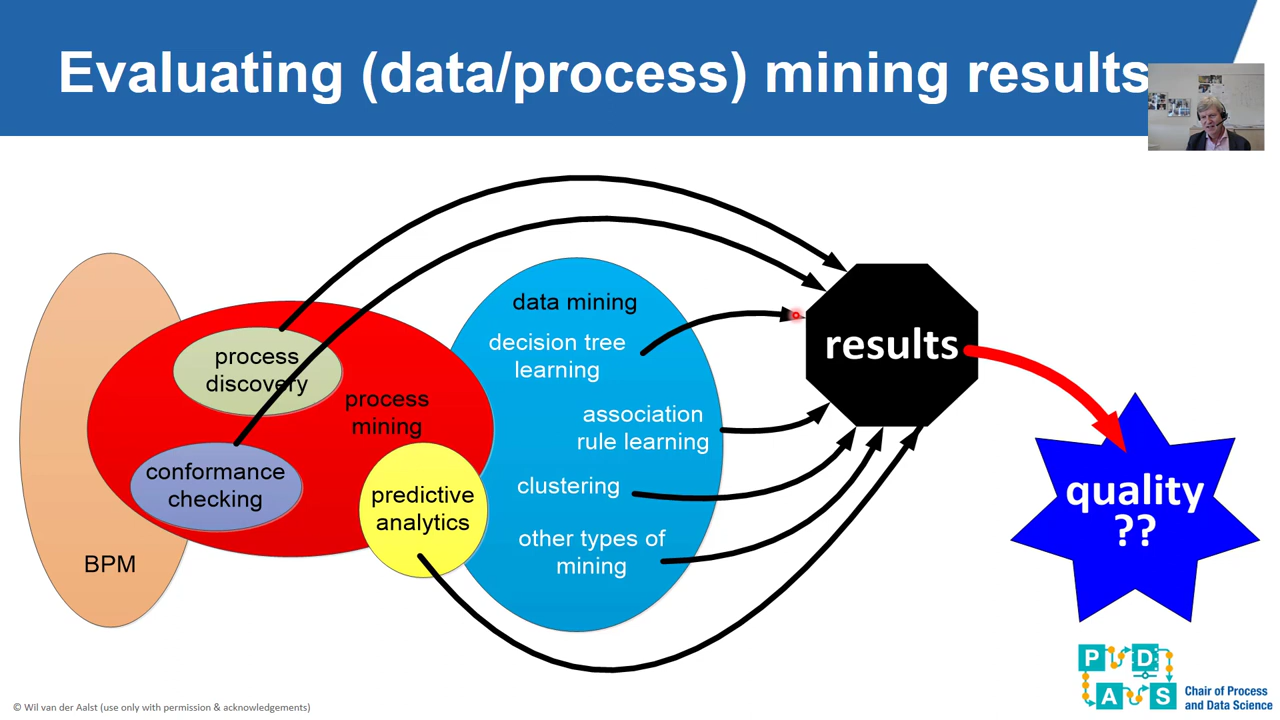 Evaluating (data/process) mining results
data mining
decision tree
learning
association
rule learning
clustering
other types of
mining
process
discovery
process
mining
conformance
checking
predictive
analytics
BPM
results
quality
??
P D
A S
Chair of Process
and Data Science
© Wil van der Aalst (use only with permission & acknowledgements)